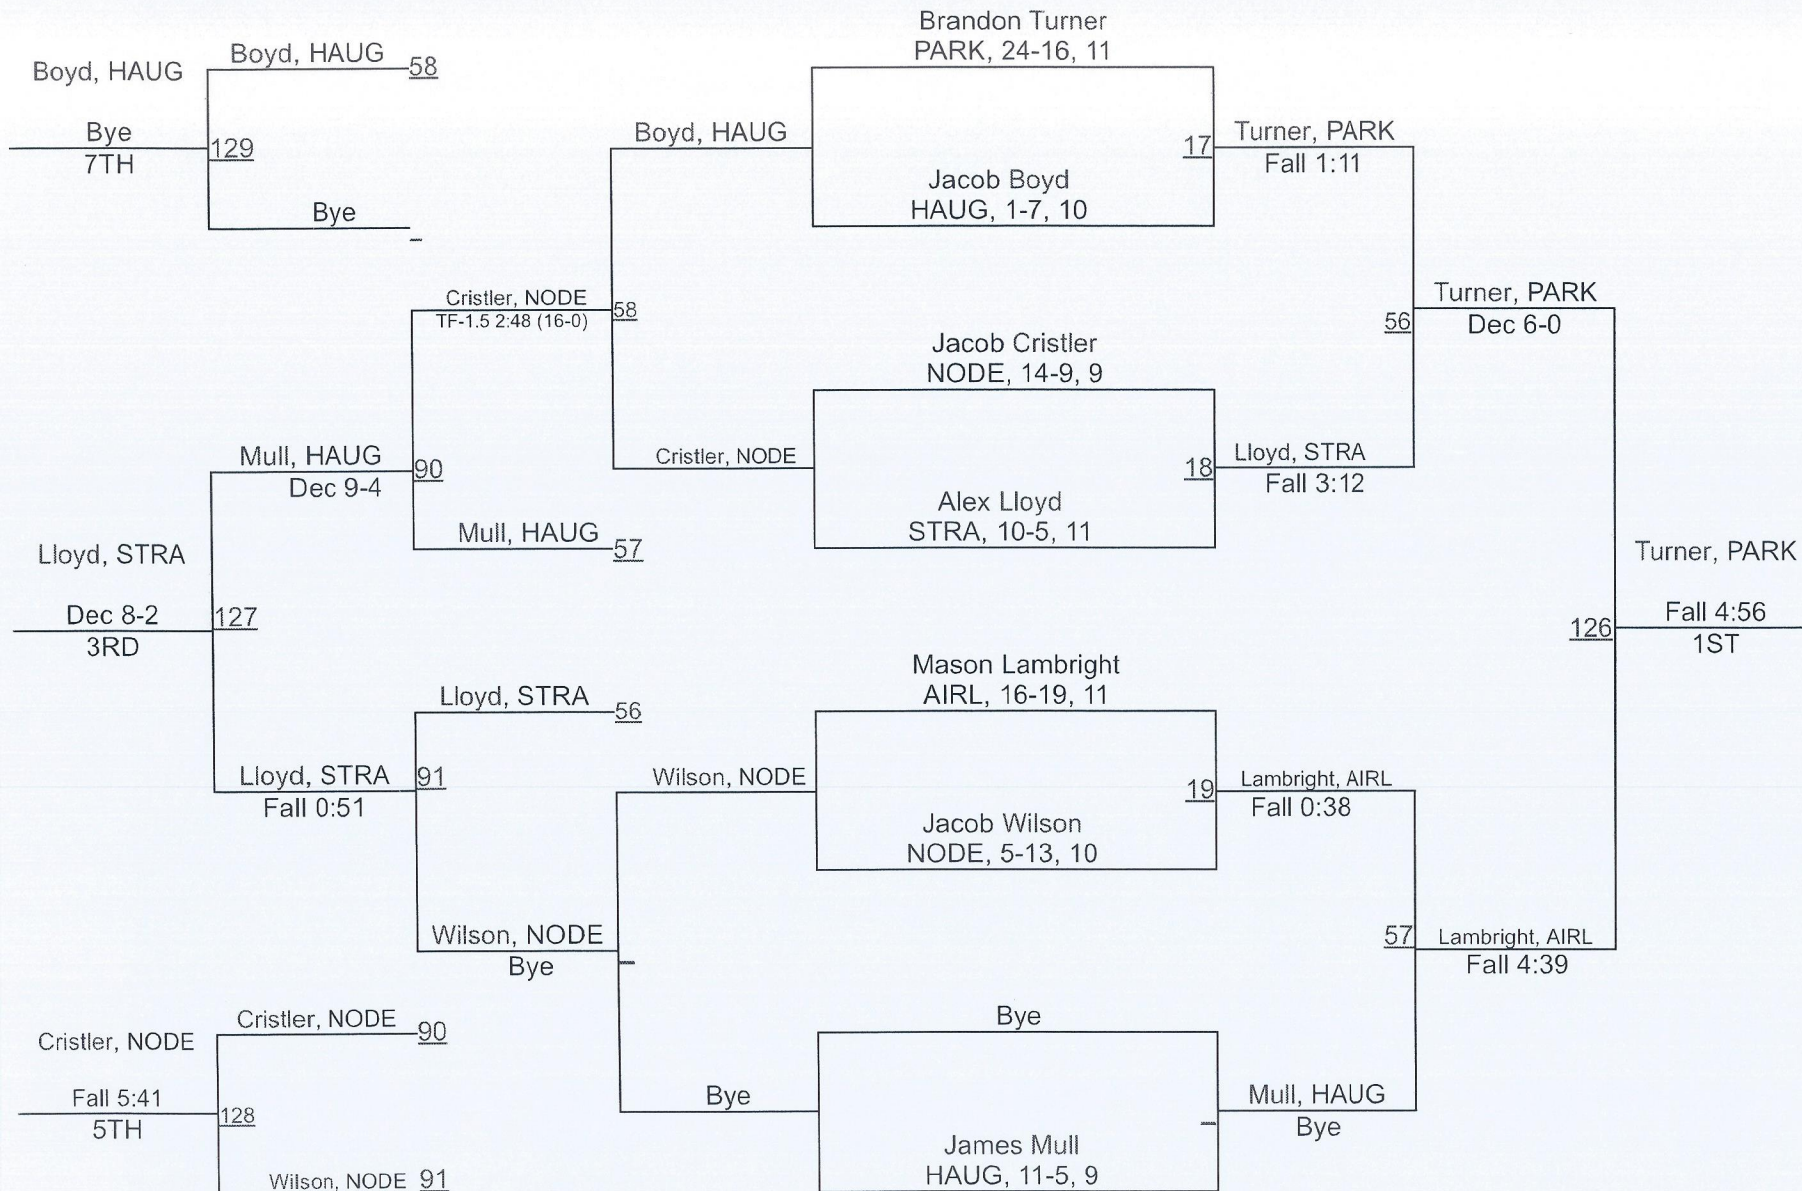 Brandon Turner
PARK, 24-16, 11
Boyd, HAUG
58
Boyd, HAUG
Bye
7TH
129
Bye
Boyd, HAUG
17
Turner, PARK
Fall 1:11
Jacob Boyd
HAUG, 1-7, 10
Cristler, NODE
TF-1.5 2:48 (16-0)
58
Turner, PARK
Dec 6-0
56
Jacob Cristler
NODE, 14-9, 9
Mull, HAUG
Dec 9-4
90
Cristler, NODE
18
Lloyd, STRA
Fall 3:12
Alex Lloyd
STRA, 10-5, 11
Mull, HAUG
57
Lloyd, STRA
Dec 8-2
3RD
127
Turner, PARK
Fall 4:56
1ST
126
Mason Lambright
AIRL, 16-19, 11
Lloyd, STRA
56
Lloyd, STRA
Fall 0:51
91
Wilson, NODE
19
Lambright, AIRL
Fall 0:38
Jacob Wilson
NODE, 5-13, 10
Wilson, NODE
Bye
57
Lambright, AIRL
Fall 4:39
Bye
Cristler, NODE
90
Cristler, NODE
Fall 5:41
5TH
128
Bye
Mull, HAUG
Bye
James Mull
HAUG, 11-5, 9
Wilson, NODE
91